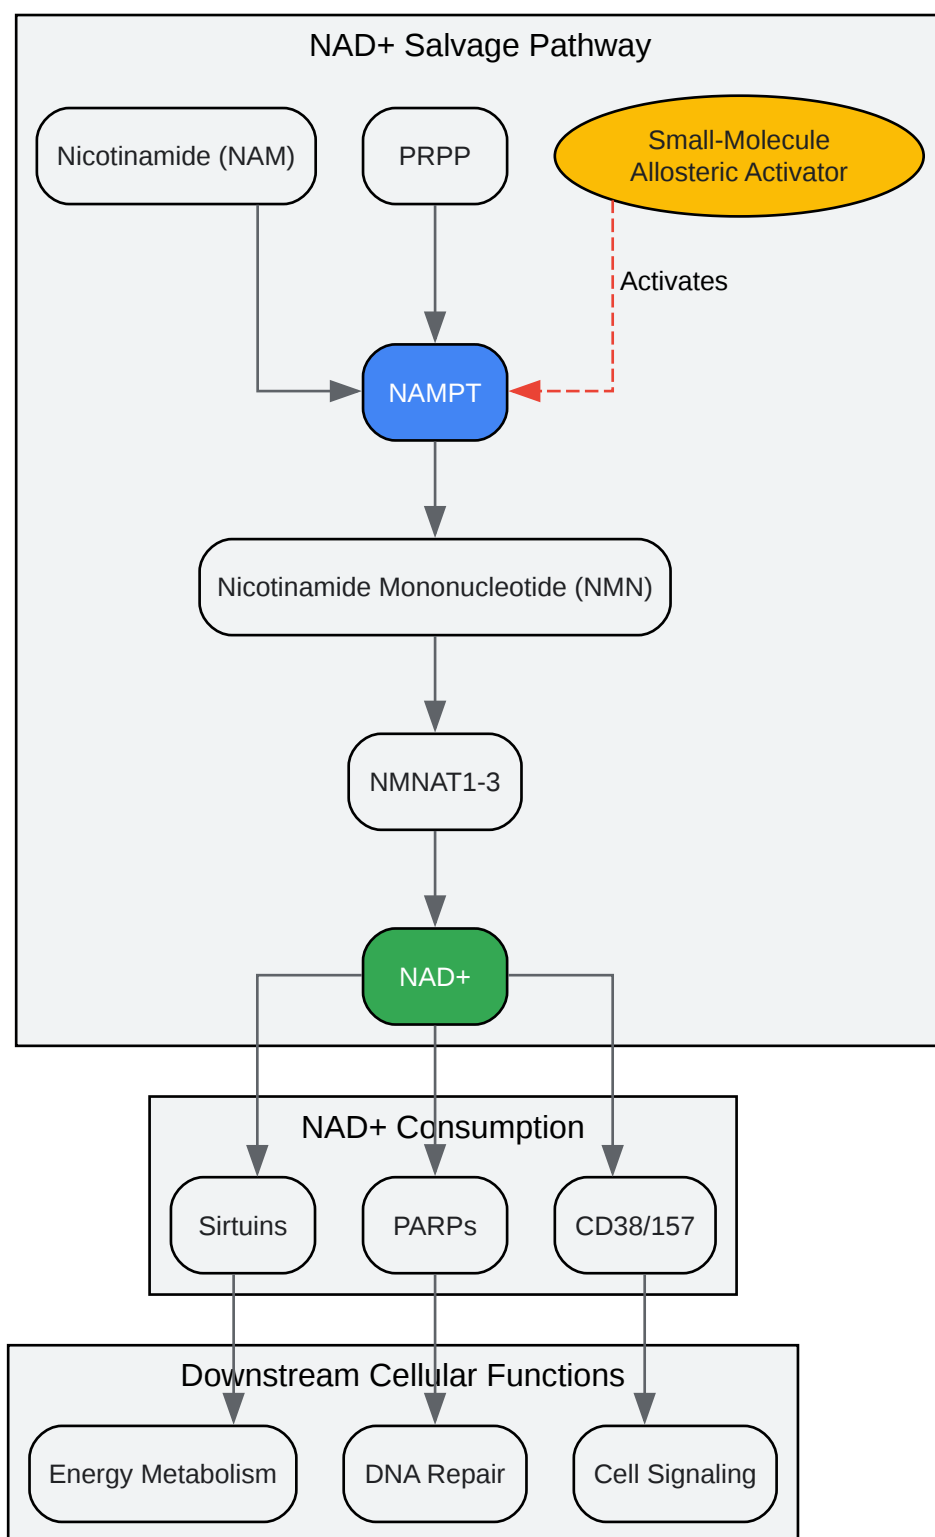 NAD+ Salvage Pathway
Nicotinamide (NAM)
PRPP
Small-Molecule
Allosteric Activator
Activates
NAMPT
Nicotinamide Mononucleotide (NMN)
NMNAT1-3
NAD+
NAD+ Consumption
Sirtuins
PARPs
CD38/157
Downstream Cellular Functions
Energy Metabolism
DNA Repair
Cell Signaling